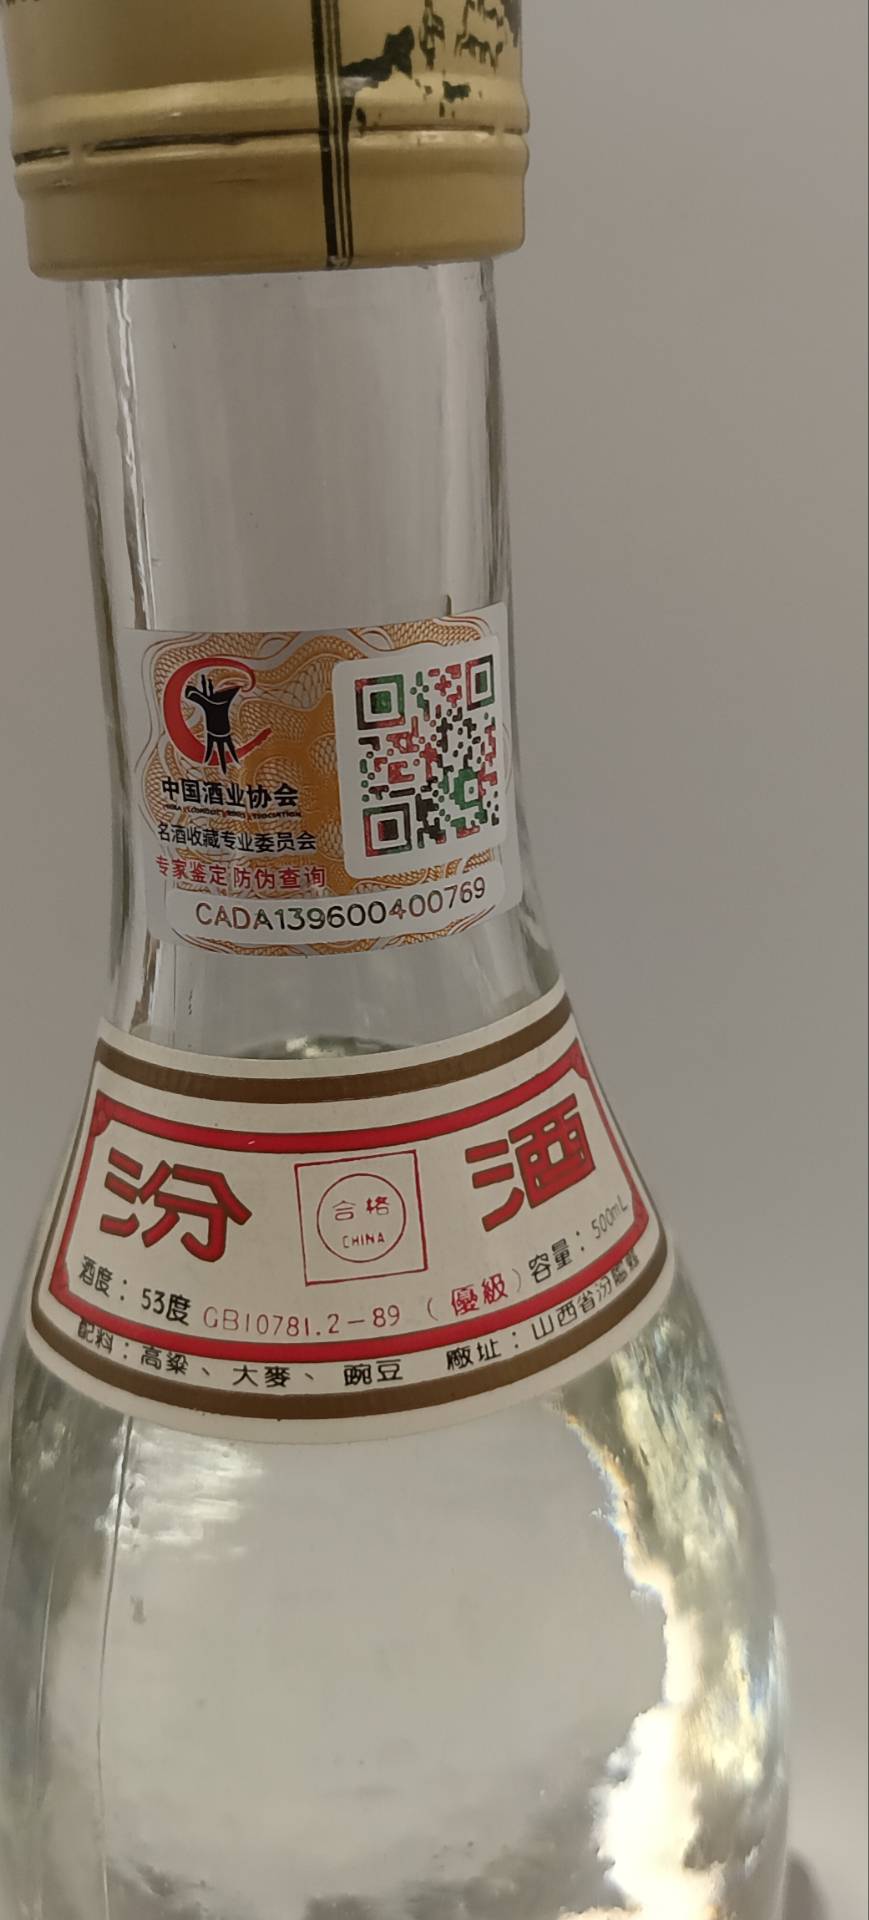 中国酒业协会
名酒收藏专业委员会
专家鉴定 防伪查询
CADA139600400769
汾酒
合格
CHINA
酒度：53度 GB10781.2-89（優級）容量：500mL
配料：高粱、大麥、豌豆 廠址：山西省汾陽縣